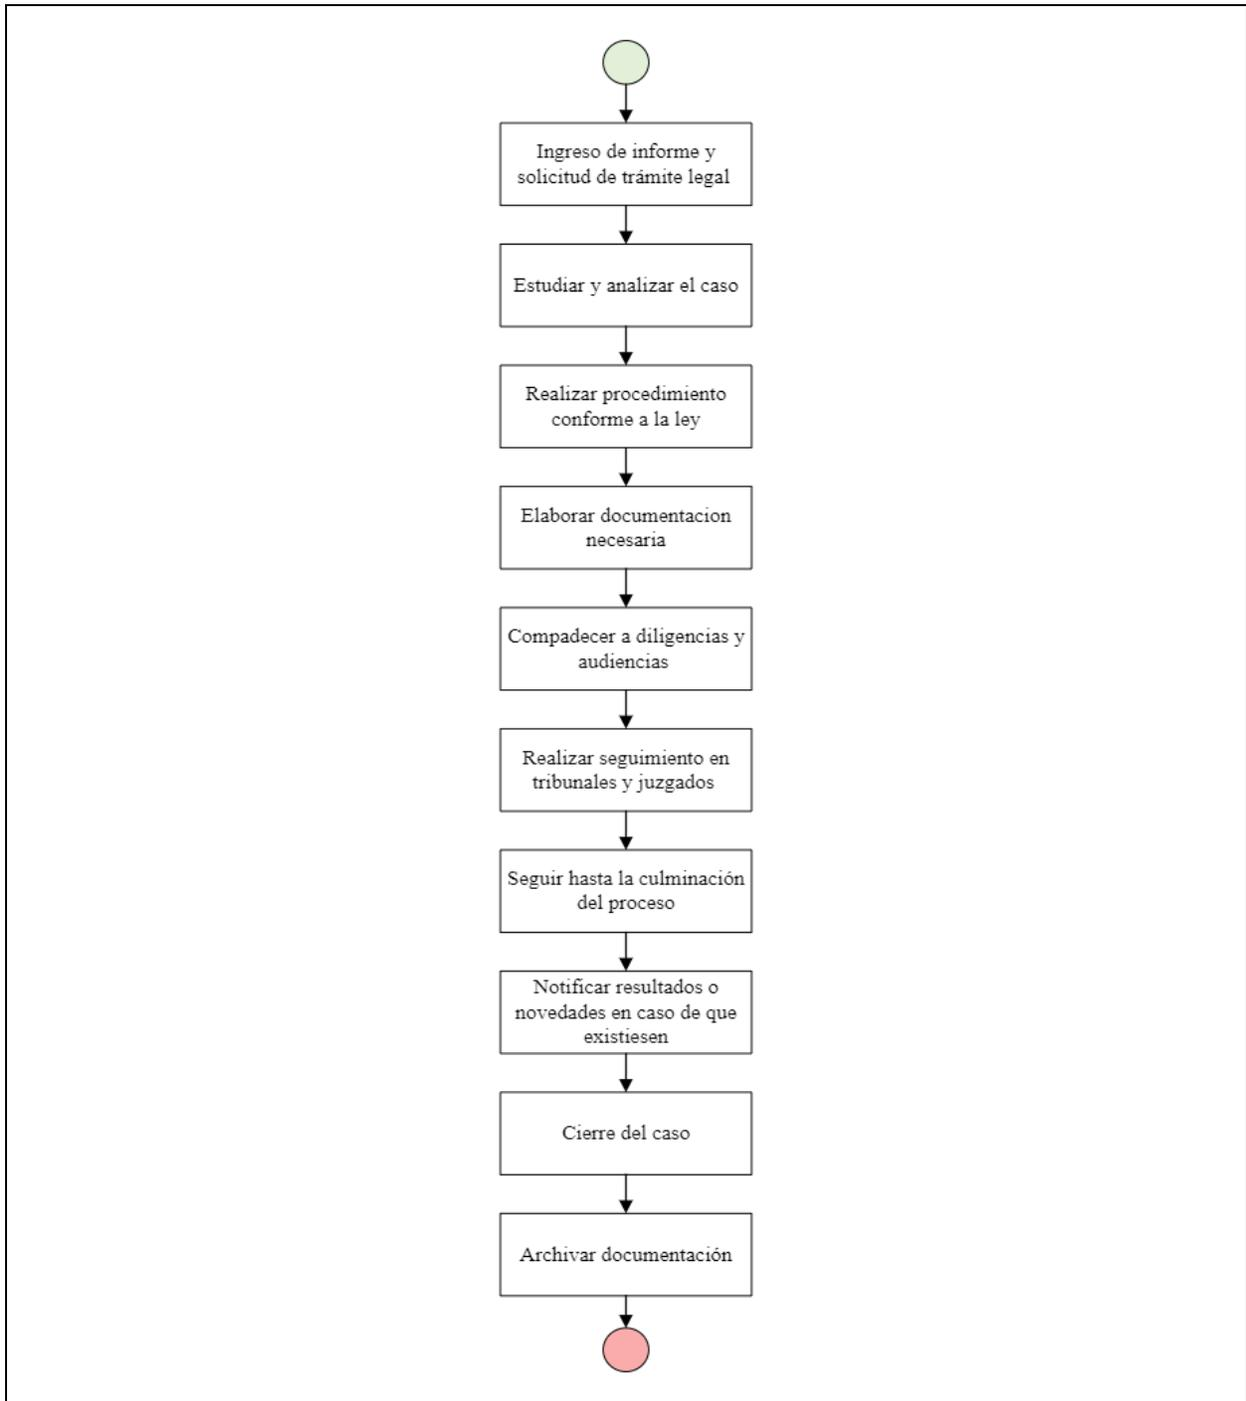 Ingreso de informe y
solicitud de trámite legal
Estudiar y analizar el caso
Realizar procedimiento
conforme a la ley
Elaborar documentacion
necesaria
Compadecer a diligencias y
audiencias
Realizar seguimiento en
tribunales y juzgados
Seguir hasta la culminación
del proceso
Notificar resultados o
novedades en caso de que
existiesen
Cierre del caso
Archivar documentación